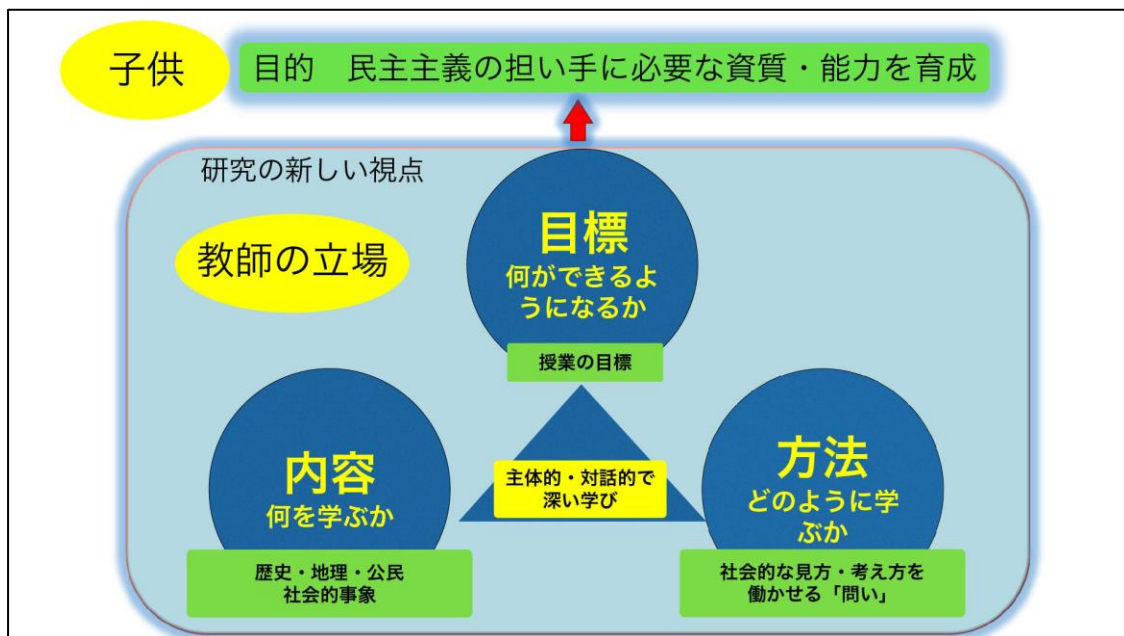 子供
目的　民主主義の担い手に必要な資質・能力を育成
研究の新しい視点
教師の立場
目標
何ができるよ
うになるか
授業の目標
内容
何を学ぶか
歴史・地理・公民
社会的事象
主体的・対話的で
深い学び
方法
どのように学
ぶか
社会的な見方・考え方を
働かせる「問い」